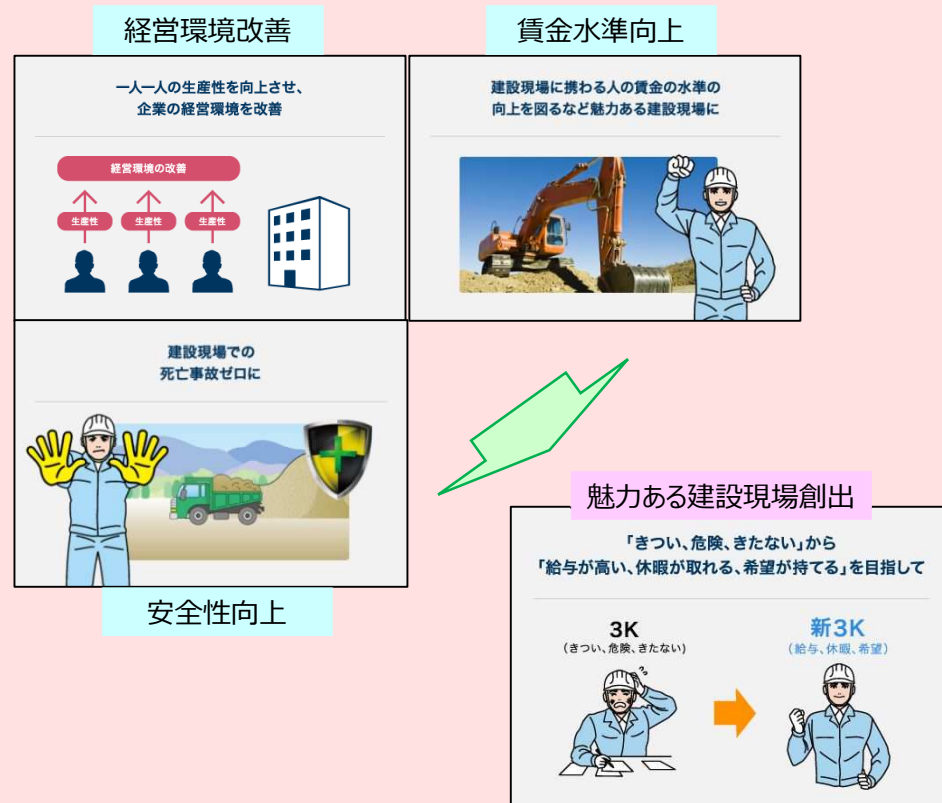 経営環境改善
賃金水準向上
一人一人の生産性を向上させ、
企業の経営環境を改善
経営環境の改善
生産性
生産性
生産性
建設現場に携わる人の賃金の水準の
向上を図るなど魅力ある建設現場に
建設現場での
死亡事故ゼロに
安全性向上
魅力ある建設現場創出
「きつい、危険、きたない」から
「給与が高い、休暇が取れる、希望が持てる」を目指して
3K
(きつい、危険、きたない)
新3K
(給与、休暇、希望)